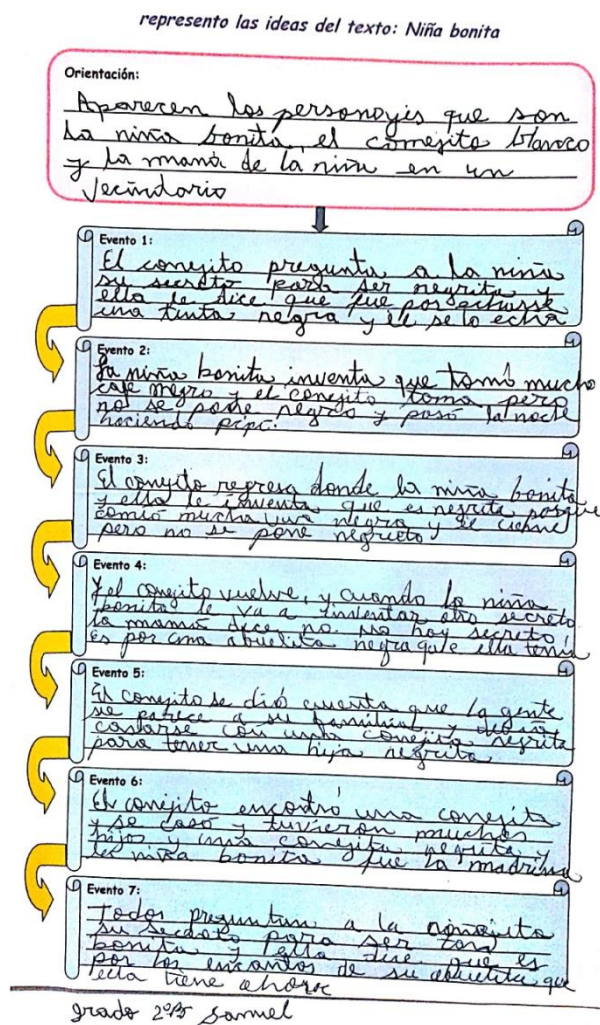 represento las ideas del texto: Niña bonita
Orientación:
Aparecen los personajes que son
la niña bonita, el conejito blanco
y la mamá de la niña en un
vecindario
Evento 1:
El conejito pregunta a la niña
su secreto para ser negrita y
ella le dice que fue por echarse
una tinta negra y él se lo echa
Evento 2:
La niña bonita inventa que tomó mucho
cafe negro y el conejito toma pero
no se pone negro y pasó la noche
haciendo pipí.
Evento 3:
El conejito regresa donde la niña bonita
y ella le inventa que es negrita porque
comió mucha uva negra y el come
pero no se pone negrito
Evento 4:
Y el conejito vuelve, y cuando la niña
bonita le va a inventar otro secreto
la mamá dice no no hay secreto
Es por una abuelita negra que ella tenía
Evento 5:
El conejito se dió cuenta que la gente
se parece a su familia y debía
casarse con una conejita negrita
para tener una hija negrita
Evento 6:
El conejito encontró una conejita
y se casó y tuvieron muchos
hijos y una conejita negrita y
la niña bonita fue la madrina
Evento 7:
Todos preguntan a la
su secreto para ser tan
bonita y ella dice que es
por los encantos de su abuelita que
ella tiene ahora
grado 2º Samuel